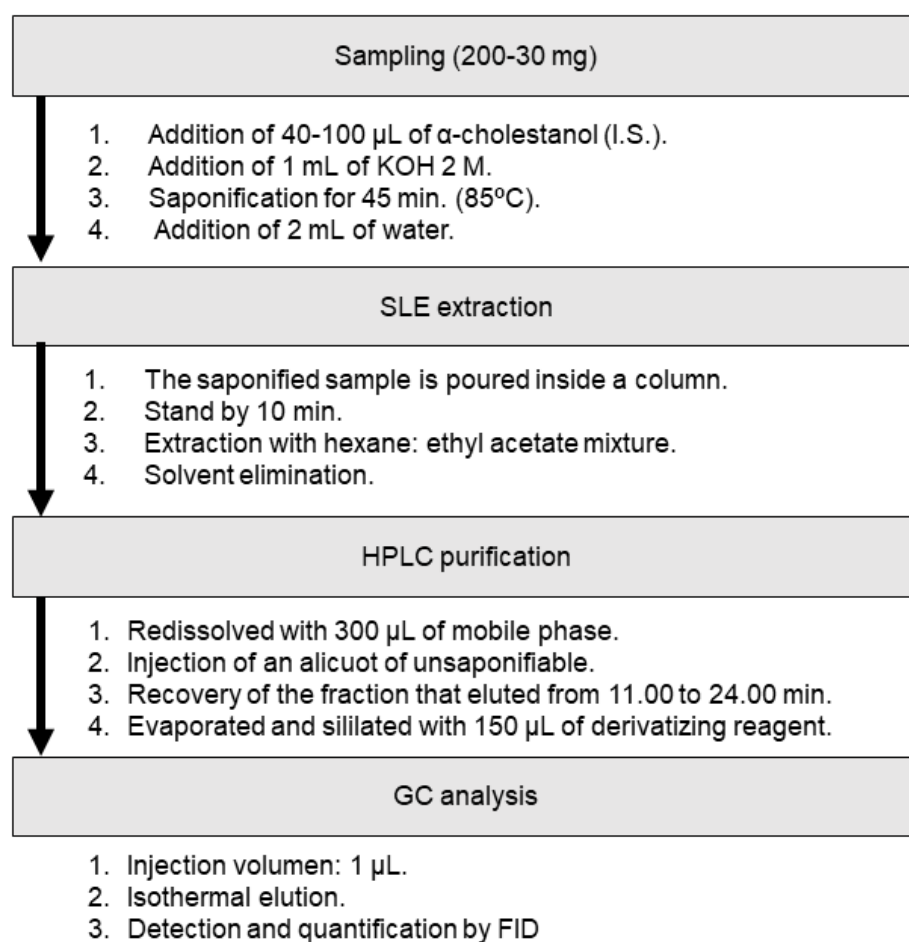 Sampling (200-30 mg)
1. Addition of 40-100 µL of α-cholestanol (I.S.).
2. Addition of 1 mL of KOH 2 M.
3. Saponification for 45 min. (85ºC).
4. Addition of 2 mL of water.
SLE extraction
1. The saponified sample is poured inside a column.
2. Stand by 10 min.
3. Extraction with hexane: ethyl acetate mixture.
4. Solvent elimination.
HPLC purification
1. Redissolved with 300 µL of mobile phase.
2. Injection of an alicuot of unsaponifiable.
3. Recovery of the fraction that eluted from 11.00 to 24.00 min.
4. Evaporated and sililated with 150 µL of derivatizing reagent.
GC analysis
1. Injection volumen: 1 µL.
2. Isothermal elution.
3. Detection and quantification by FID